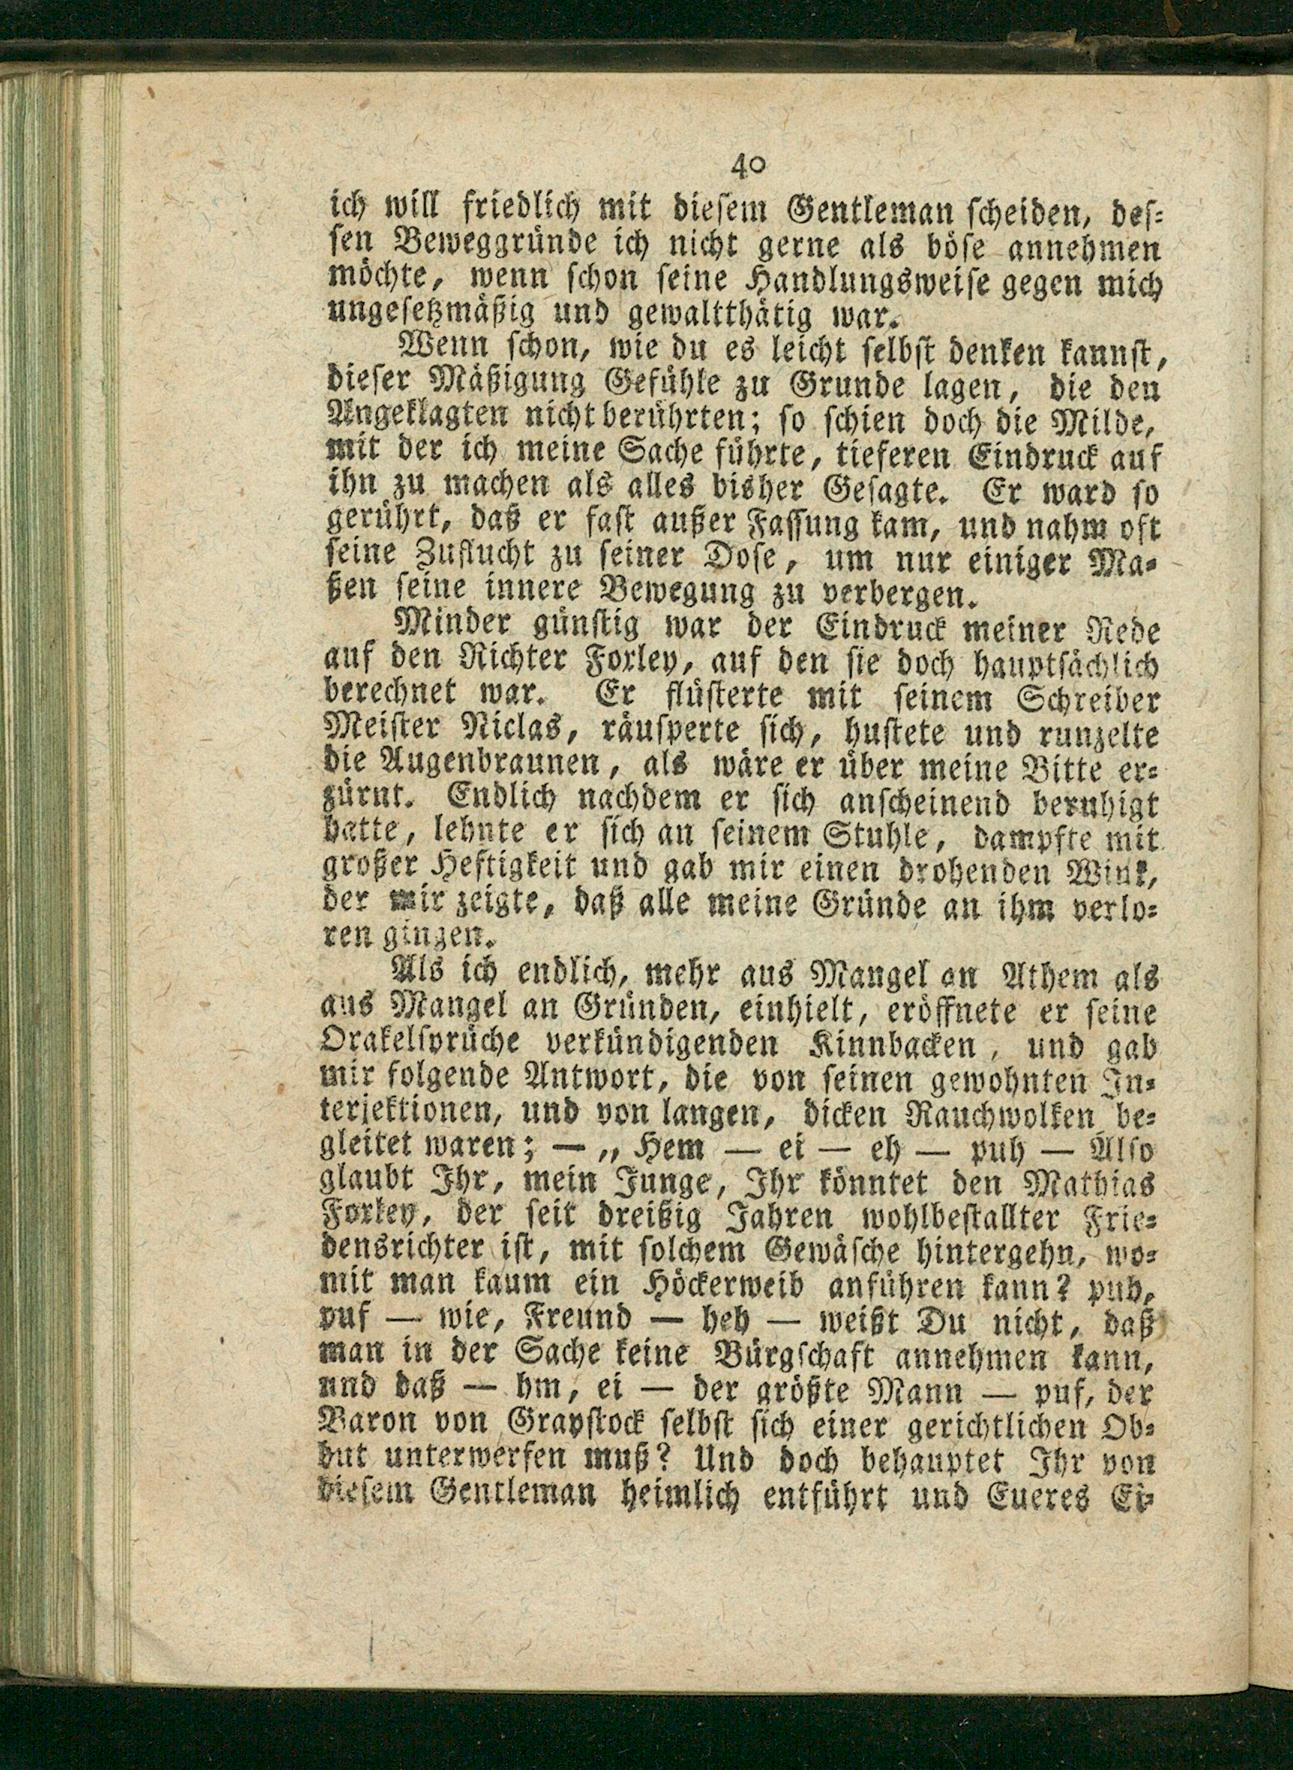 40
ich will friedlich mit diesem Gentleman scheiden, des-
sen Beweggründe ich nicht gerne als böse annehmen
möchte, wenn schon seine Handlungsweise gegen mich
ungesetzmäßig und gewaltthätig war.
Wenn schon, wie du es leicht selbst denken kannst,
dieser Mäßigung Gefühle zu Grunde lagen, die den
Angeklagten nicht berührten; so schien doch die Milde,
mit der ich meine Sache führte, tieferen Eindruck auf
ihn zu machen als alles bisher Gesagte. Er ward so
gerührt, daß er fast außer Fassung kam, und nahm oft
seine Zuflucht zu seiner Dose, um nur einiger Ma-
ßen seine innere Bewegung zu verbergen.
Minder günstig war der Eindruck meiner Rede
auf den Richter Foxley, auf den sie doch hauptsächlich
berechnet war. Er flüsterte mit seinem Schreiber
Meister Niclas, räusperte sich, hustete und runzelte
die Augenbraunen, als wäre er über meine Bitte er-
zürnt. Endlich nachdem er sich anscheinend beruhigt
hatte, lehnte er sich an seinem Stuhle, dampfte mit
großer Heftigkeit und gab mir einen drohenden Wink,
der mir zeigte, daß alle meine Gründe an ihm verlo-
ren gingen.
Als ich endlich, mehr aus Mangel an Athem als
aus Mangel an Gründen, einhielt, eröffnete er seine
Orakelsprüche verkündigenden Kinnbacken, und gab
mir folgende Antwort, die von seinen gewohnten In-
terjektionen, und von langen, dicken Rauchwolken be-
gleitet waren; — „Hem — ei — eh — puh — Also
glaubt Ihr, mein Junge, Ihr könntet den Mathias
Foxley, der seit dreißig Jahren wohlbestallter Frie-
densrichter ist, mit solchem Gewäsche hintergehn, wo-
mit man kaum ein Höckerweib anführen kann? puh,
puf — wie, Freund — heh — weißt Du nicht, daß
man in der Sache keine Bürgschaft annehmen kann,
und daß — hm, ei — der größte Mann — puf, der
Baron von Graystock selbst sich einer gerichtlichen Ob-
hut unterwerfen muß? Und doch behauptet Ihr von
diesem Gentleman heimlich entführt und Eueres Ei-